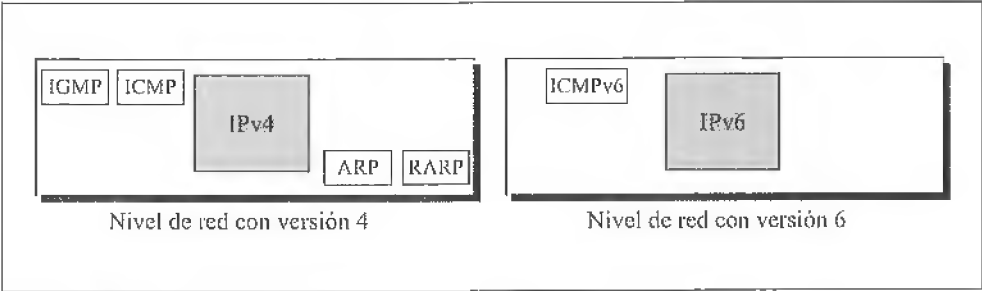 IGMP ICMP
IPv4
ARP RARP
Nivel de red con versión 4
ICMPv6
IPv6
Nivel de red con versión 6